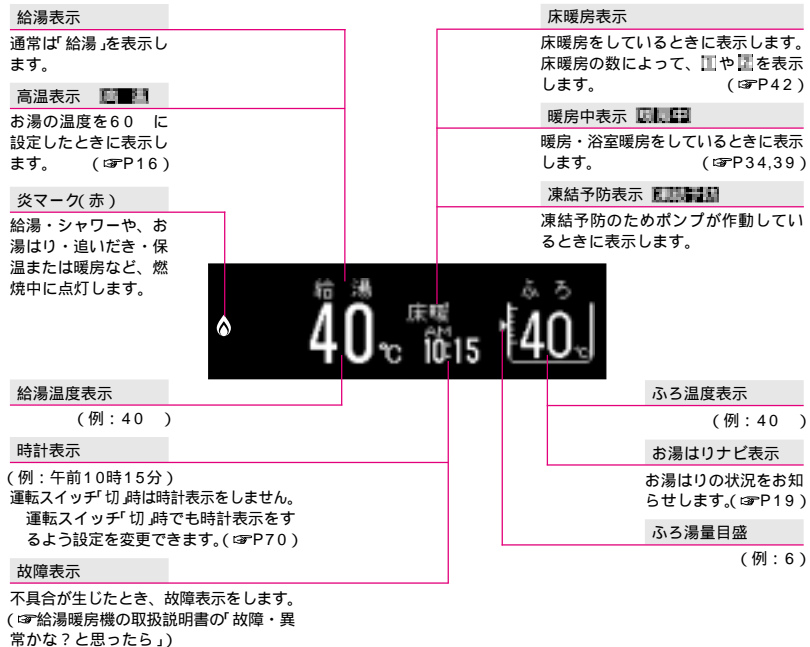 給湯表示
通常は「給湯」を表示し
ます。
高温表示
お湯の温度を60 に
設定したときに表示し
ます。 (☞P16)
炎マーク(赤)
給湯・シャワーや、お
湯はり・追いだき・保
温または暖房など、燃
焼中に点灯します。
床暖房表示
床暖房をしているときに表示します。
床暖房の数によって、 や を表示
します。 (☞P42)
暖房中表示
暖房・浴室暖房をしているときに表示
します。 (☞P34,39)
凍結予防表示
凍結予防のためポンプが作動してい
るときに表示します。
給湯
40℃
床暖
AM
10:15
ふろ
40℃
給湯温度表示
(例:40 )
時計表示
(例:午前10時15分)
運転スイッチ「切」時は時計表示をしません。
運転スイッチ「切」時でも時計表示をす
るよう設定を変更できます。(☞P70)
故障表示
不具合が生じたとき、故障表示をします。
(☞給湯暖房機の取扱説明書の「故障・異
常かな?と思ったら」)
ふろ温度表示
(例:40 )
お湯はりナビ表示
お湯はりの状況をお知
らせします。(☞P19)
ふろ湯量目盛
(例:6)